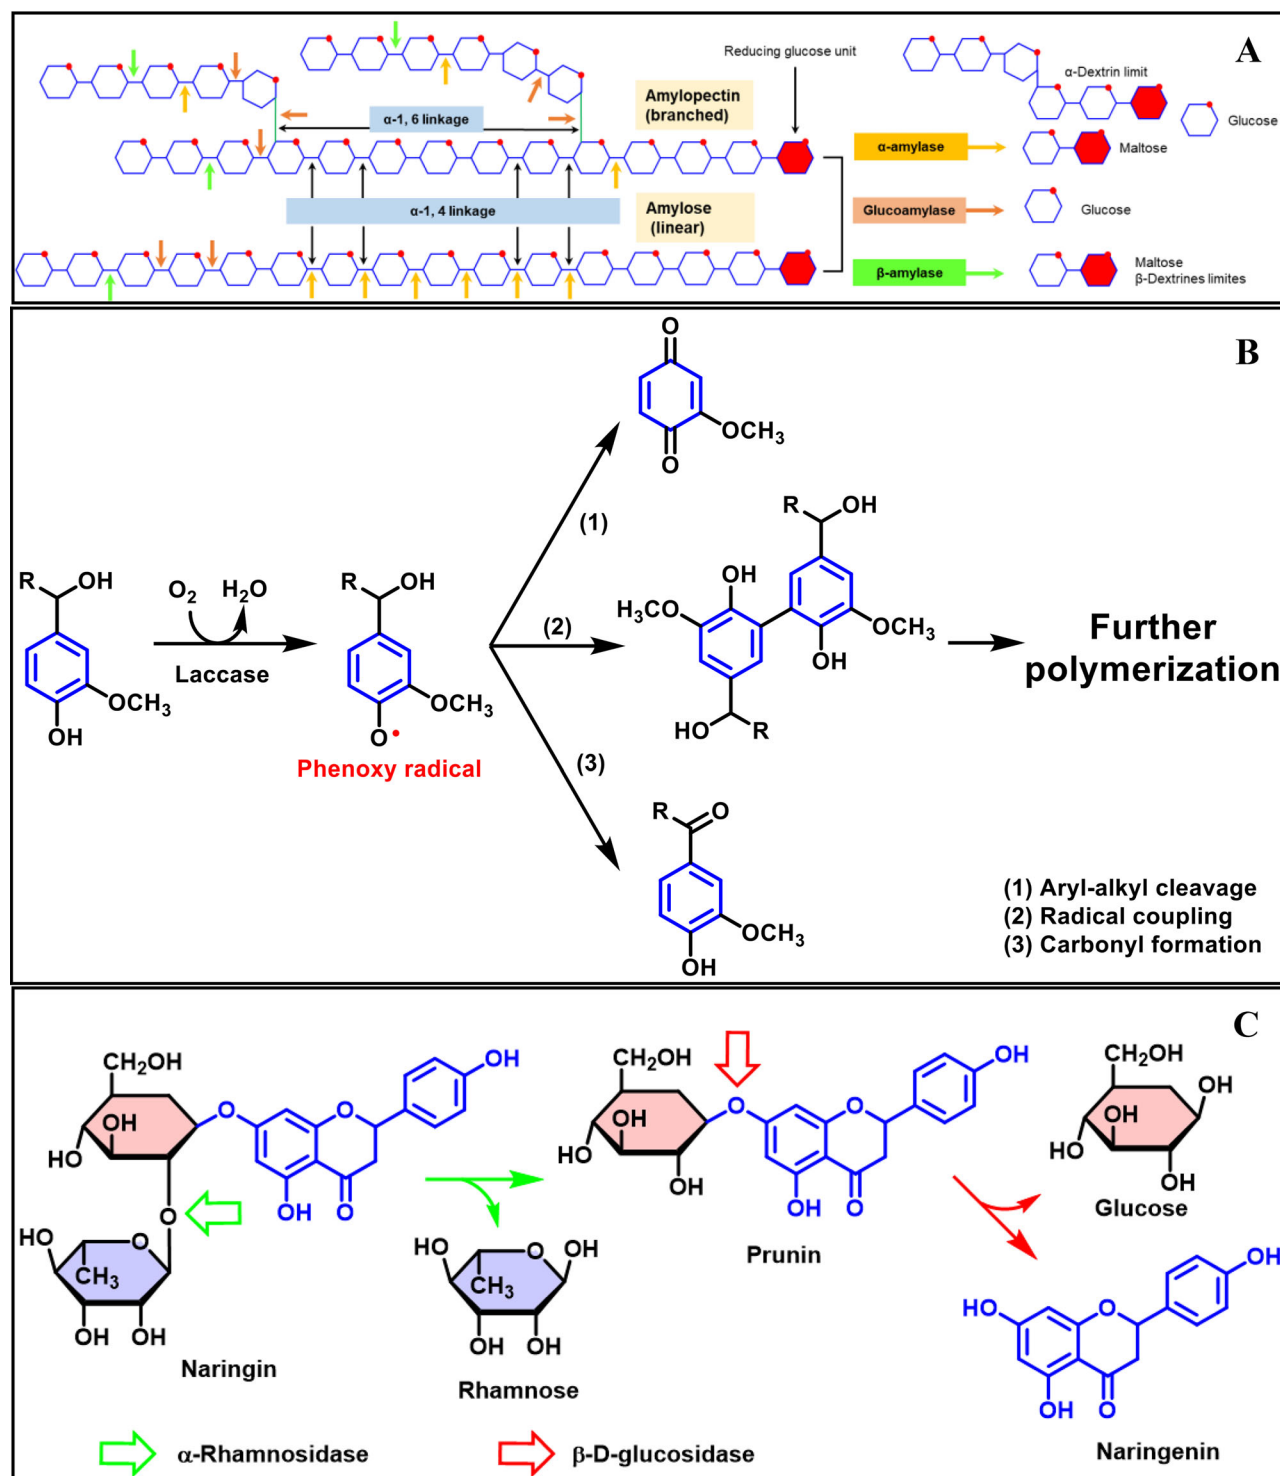 A
Reducing glucose unit
α-Dextrin limit
Amylopectin
(branched)
α-1, 6 linkage
Glucose
α-amylase
Maltose
α-1, 4 linkage
Amylose
(linear)
Glucoamylase
Glucose
β-amylase
Maltose
β-Dextrines limites
B
O
OCH3
O
(1)
R
OH
OCH3
OH
O2
H2O
Laccase
R
OH
OCH3
O•
Phenoxy radical
(2)
R
OH
OH
H3CO
OCH3
OH
HO
R
Further
polymerization
(3)
R
O
OCH3
OH
(1) Aryl-alkyl cleavage
(2) Radical coupling
(3) Carbonyl formation
C
CH2OH
OH
HO
O
O
OH
OH
O
O
HO
O
CH3
OH
OH
Naringin
HO
O
OH
CH3
OH
OH
Rhamnose
CH2OH
OH
HO
OH
O
O
OH
OH
O
Prunin
CH2OH
OH
OH
HO
OH
Glucose
HO
O
OH
OH
O
Naringenin
α-Rhamnosidase
β-D-glucosidase